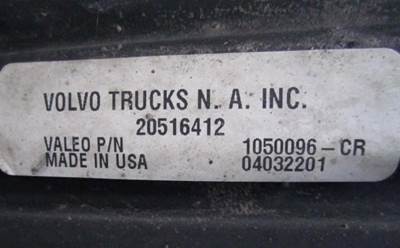 VOLVO TRUCKS N. A. INC.
20516412
VALEO P/N 1050096-CR
MADE IN USA 04032201